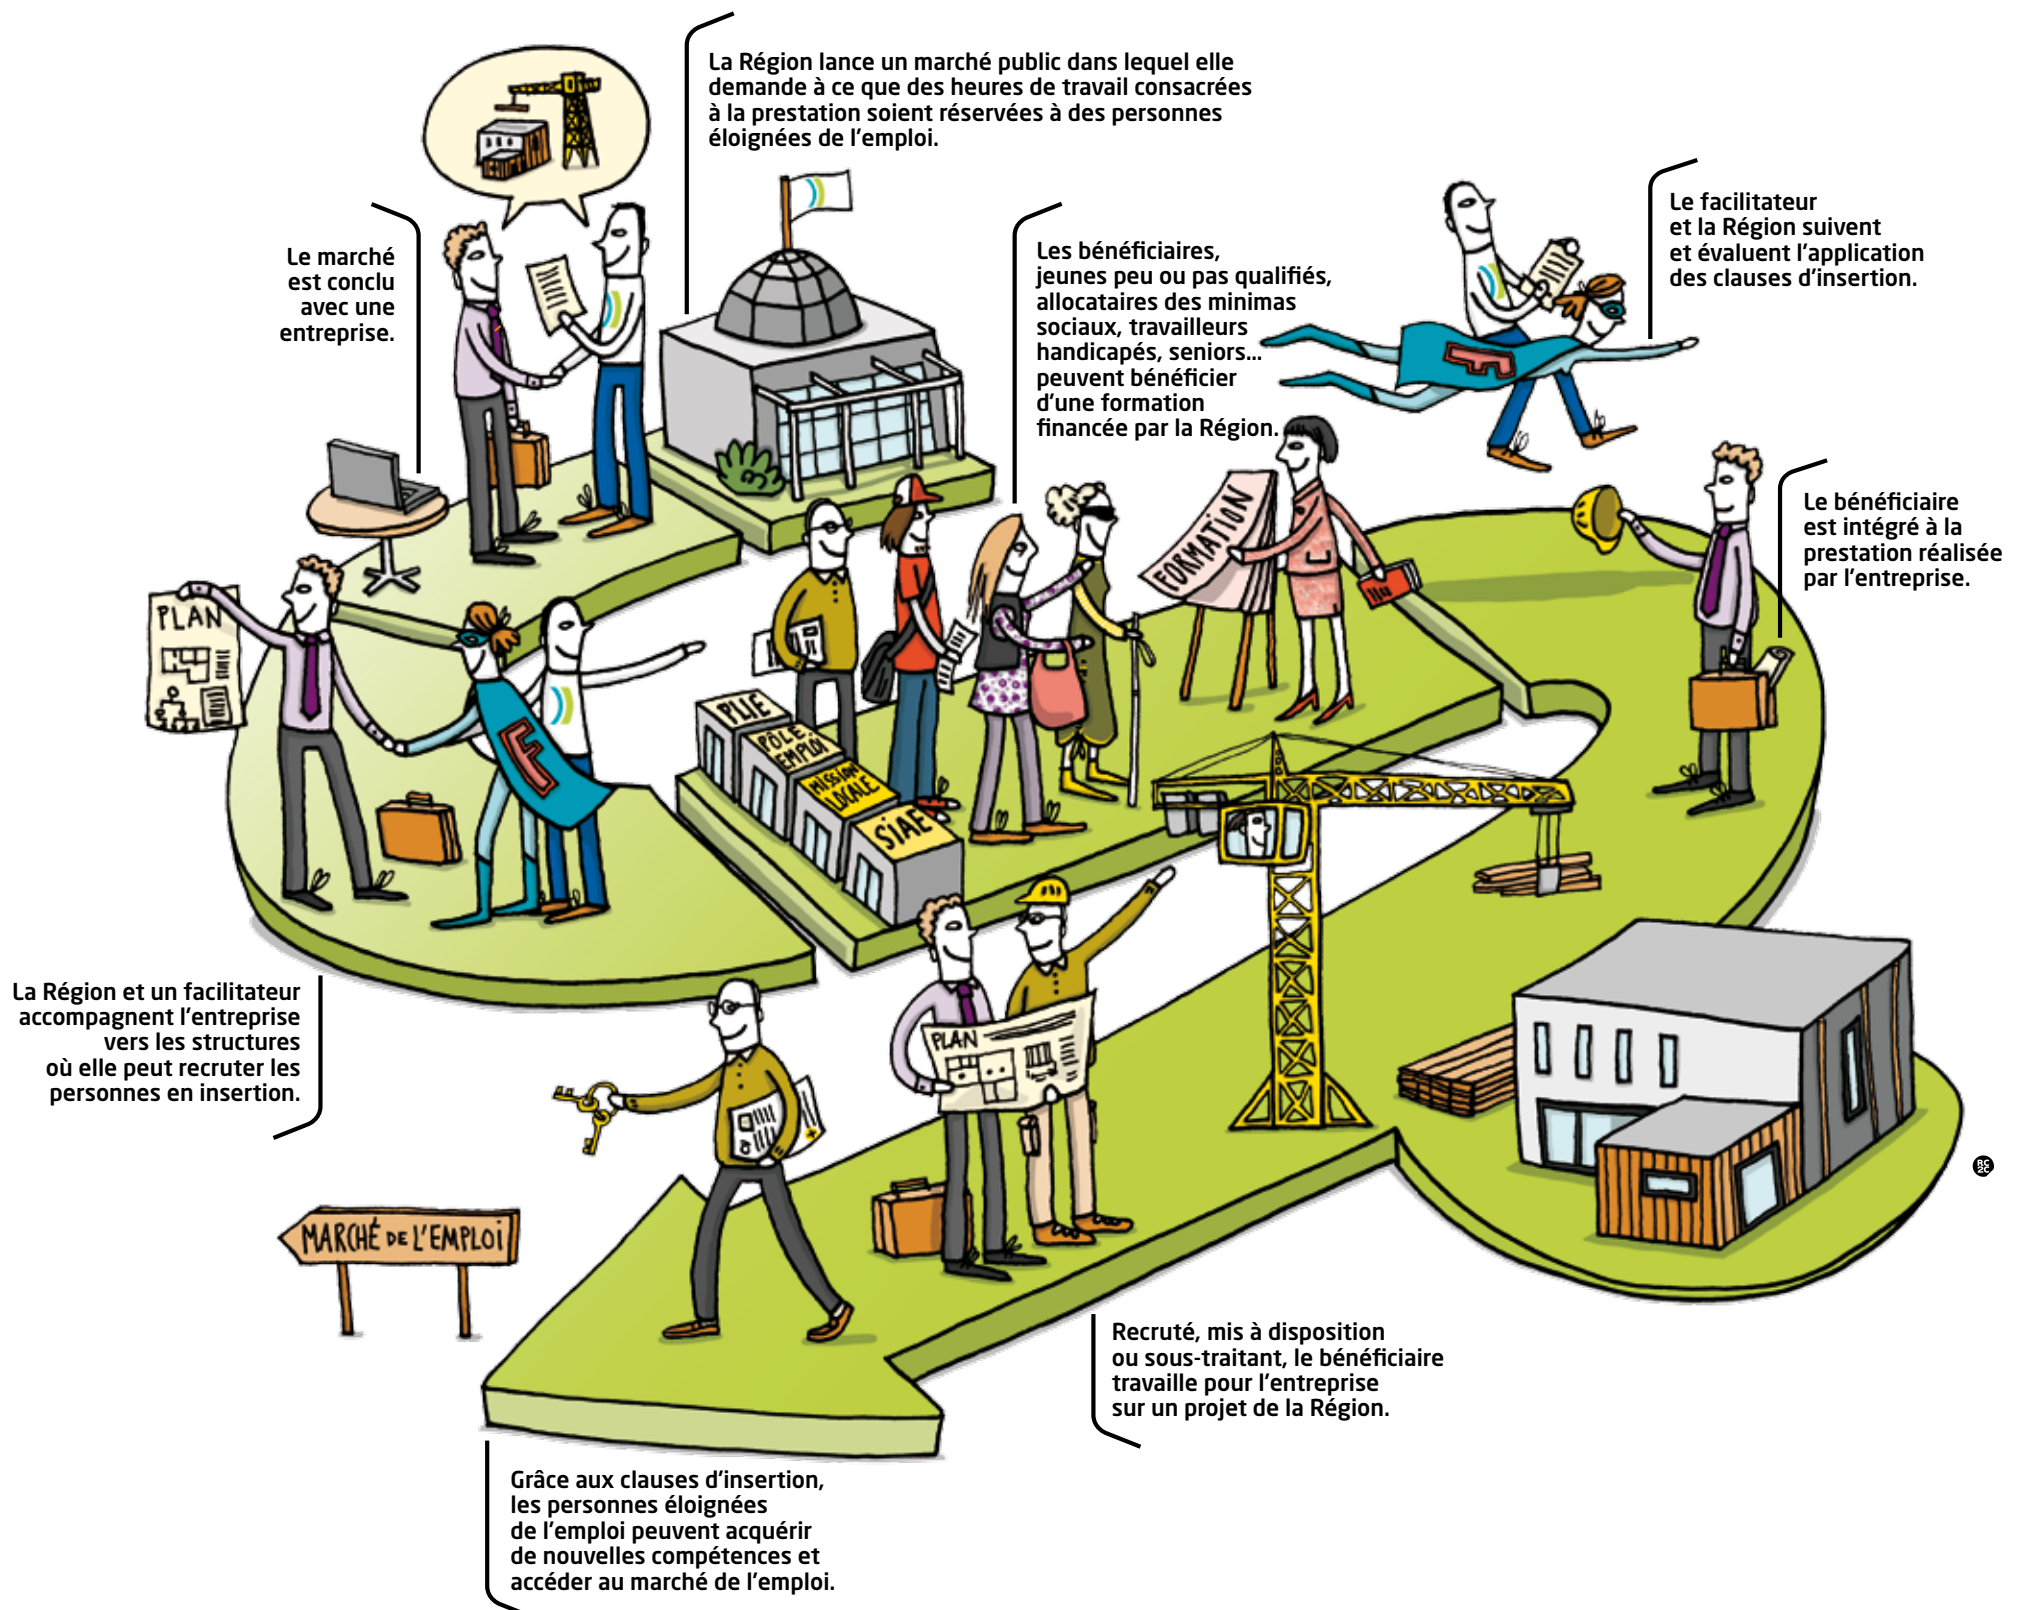 La Région lance un marché public dans lequel elle
demande à ce que des heures de travail consacrées
à la prestation soient réservées à des personnes
éloignées de l'emploi.
Le marché
est conclu
avec une
entreprise.
Les bénéficiaires,
jeunes peu ou pas qualifiés,
allocataires des minimas
sociaux, travailleurs
handicapés, seniors...
peuvent bénéficier
d'une formation
financée par la Région.
Le facilitateur
et la Région suivent
et évaluent l'application
des clauses d'insertion.
F
Le bénéficiaire
est intégré à la
prestation réalisée
par l'entreprise.
FORMATION
PLAN
F
PLIE
PÔLE
EMPLOI
MISSION
LOCALE
SIAE
La Région et un facilitateur
accompagnent l'entreprise
vers les structures
où elle peut recruter les
personnes en insertion.
PLAN
RC
2C
MARCHÉ DE L'EMPLOI
Recruté, mis à disposition
ou sous-traitant, le bénéficiaire
travaille pour l'entreprise
sur un projet de la Région.
Grâce aux clauses d'insertion,
les personnes éloignées
de l'emploi peuvent acquérir
de nouvelles compétences et
accéder au marché de l'emploi.